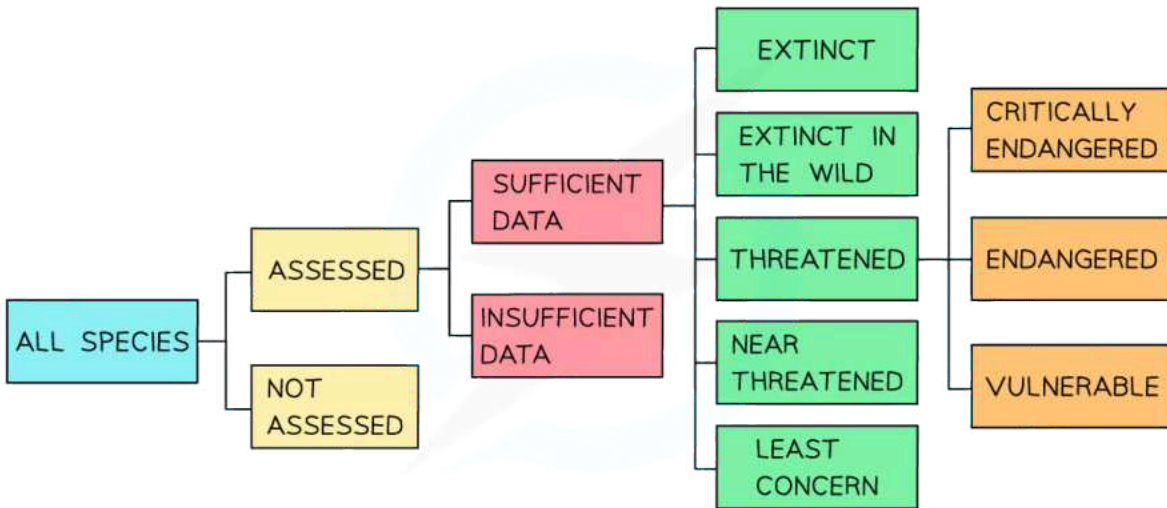 ALL SPECIES
ASSESSED
NOT
ASSESSED
SUFFICIENT
DATA
INSUFFICIENT
DATA
EXTINCT
EXTINCT IN
THE WILD
THREATENED
NEAR
THREATENED
LEAST
CONCERN
CRITICALLY
ENDANGERED
ENDANGERED
VULNERABLE